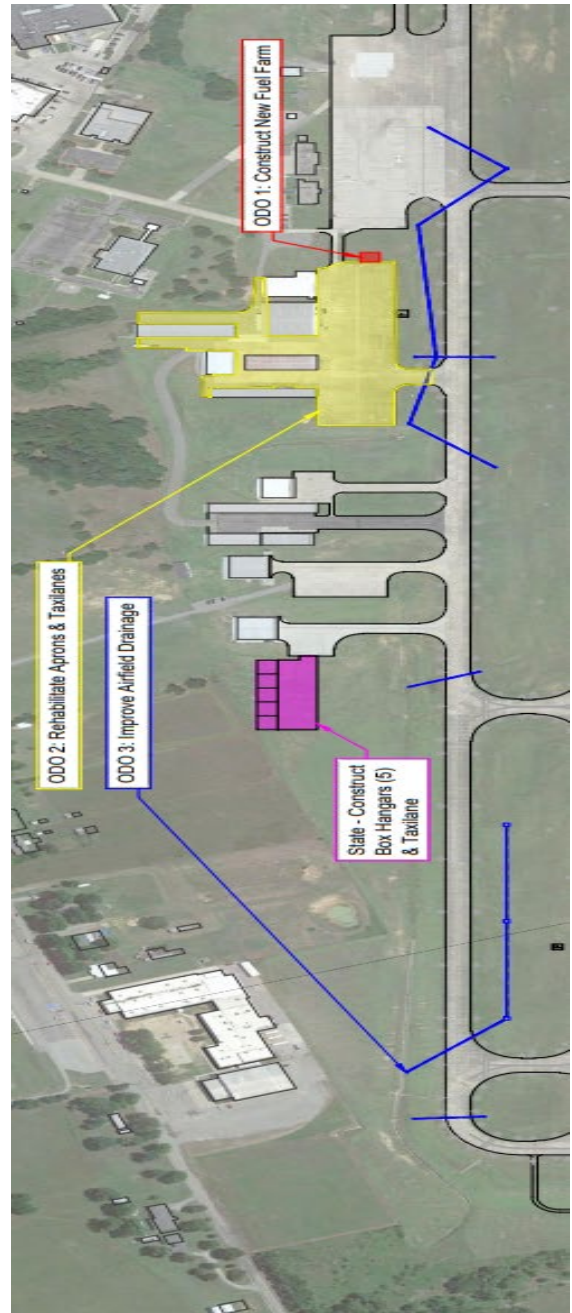 ODO 1: Construct New Fuel Farm
ODO 2: Rehabilitate Aprons & Taxilanes
ODO 3: Improve Airfield Drainage
State - Construct
Box Hangars (5)
& Taxilane